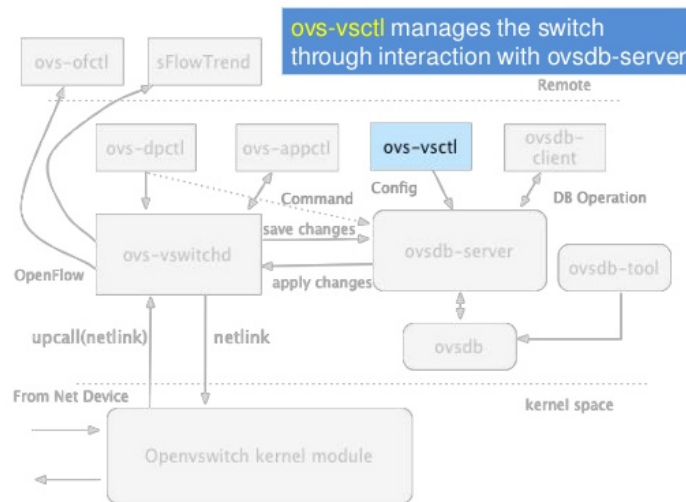 ovs-vsctl manages the switch
through interaction with ovsdb-server
ovs-ofctl
sFlowTrend
Remote
ovs-dpctl
ovs-appctl
ovs-vsctl
ovsdb-
client
Command
Config
DB Operation
ovs-vswitchd
save changes
ovsdb-server
ovsdb-tool
OpenFlow
apply changes
upcall(netlink)
netlink
ovsdb
From Net Device
kernel space
Openvswitch kernel module